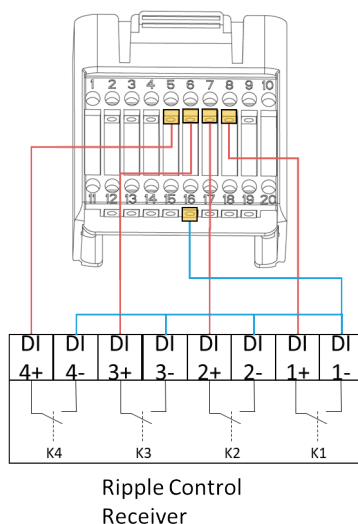 1 2 3 4 5 6 7 8 9 10
11 12 13 14 15 16 17 18 19 20
DI DI DI DI DI DI DI DI
4+ 4- 3+ 3- 2+ 2- 1+ 1-
K4 K3 K2 K1
Ripple Control
Receiver